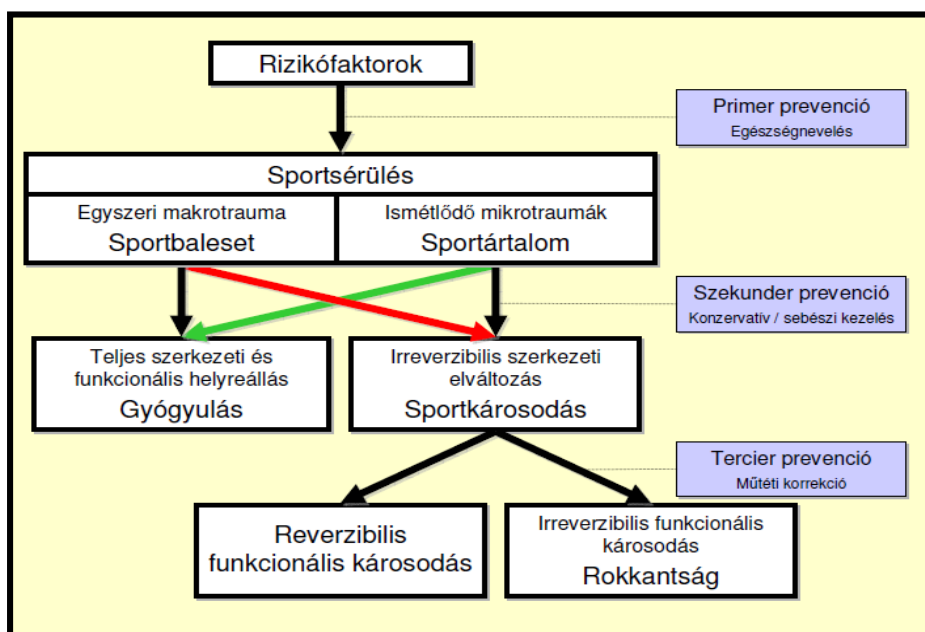 Rizikófaktorok
Primer prevenció
Egészségnevelés
Sportsérülés
Egyszeri makrotrauma
Sportbaleset
Ismétlődő mikrotraumák
Sportártalom
Szekunder prevenció
Konzervatív / sebészi kezelés
Teljes szerkezeti és
funkcionális helyreállás
Gyógyulás
Irreverzibilis szerkezeti
elváltozás
Sportkárosodás
Tercier prevenció
Műtéti korrekció
Reverzibilis
funkcionális károsodás
Irreverzibilis funkcionális
károsodás
Rokkantság